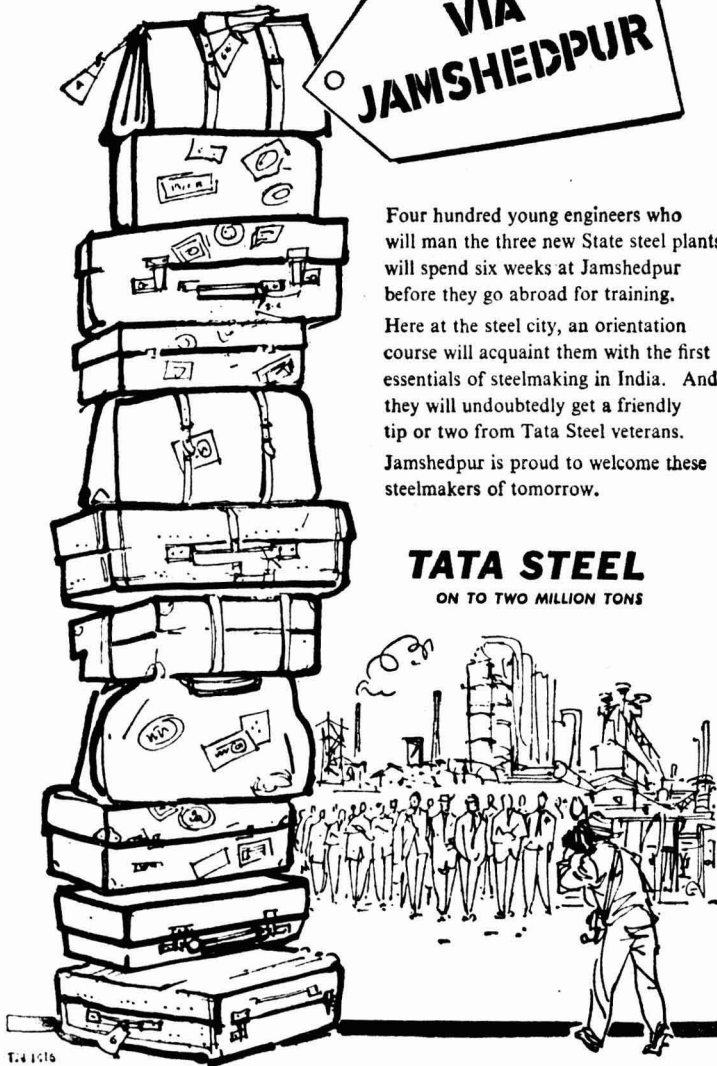 VIA
JAMSHEDPUR
Four hundred young engineers who
will man the three new State steel plants
will spend six weeks at Jamshedpur
before they go abroad for training.
Here at the steel city, an orientation
course will acquaint them with the first
essentials of steelmaking in India. And
they will undoubtedly get a friendly
tip or two from Tata Steel veterans.
Jamshedpur is proud to welcome these
steelmakers of tomorrow.
TATA STEEL
ON TO TWO MILLION TONS